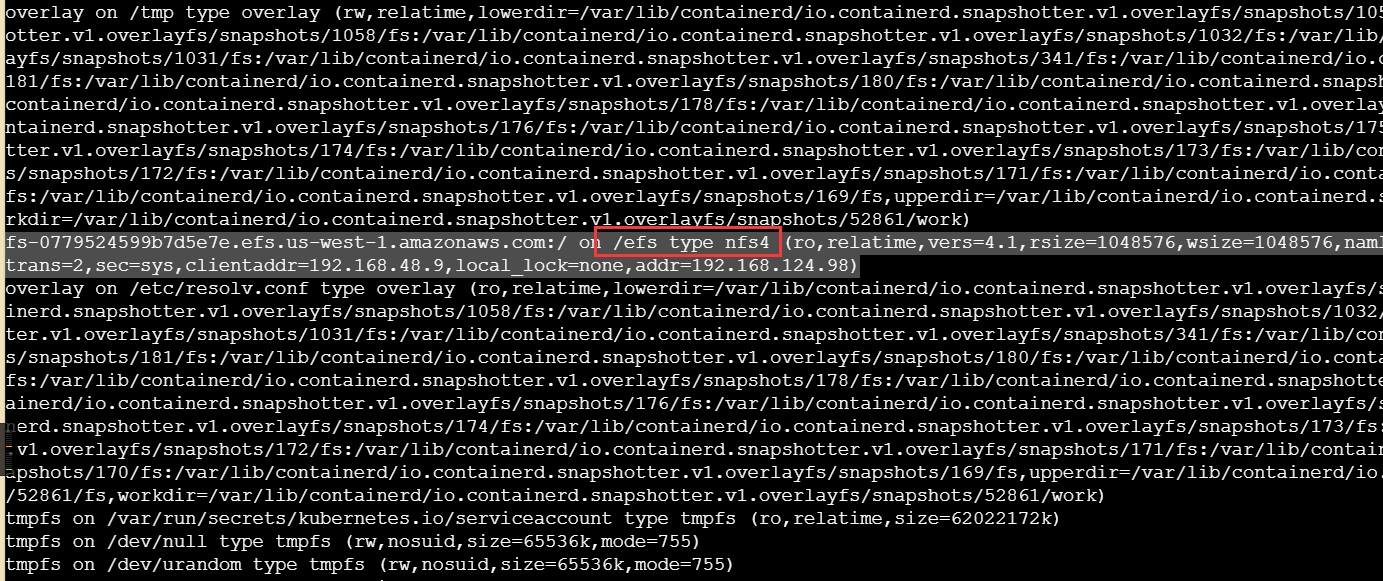 overlay on /tmp type overlay (rw,relatime,lowerdir=/var/lib/containerd/io.containerd.snapshotter.v1.overlayfs/snapshots/105
otter.v1.overlayfs/snapshots/1058/fs:/var/lib/containerd/io.containerd.snapshotter.v1.overlayfs/snapshots/1032/fs:/var/l
ayfs/snapshots/1031/fs:/var/lib/containerd/io.containerd.snapshotter.v1.overlayfs/snapshots/341/fs:/var/lib/containerd/i
181/fs:/var/lib/containerd/io.containerd.snapshotter.v1.overlayfs/snapshots/180/fs:/var/lib/containerd/io.containerd.snapsh
containerd/io.containerd.snapshotter.v1.overlayfs/snapshots/178/fs:/var/lib/containerd/io.containerd.snapshotter.v1.overlay
ntainerd.snapshotter.v1.overlayfs/snapshots/176/fs:/var/lib/containerd/io.containerd.snapshotter.v1.overlayfs/snapshots/175
tter.v1.overlayfs/snapshots/174/fs:/var/lib/containerd/io.containerd.snapshotter.v1.overlayfs/snapshots/173/fs:/var/lib/con
s/snapshots/172/fs:/var/lib/containerd/io.containerd.snapshotter.v1.overlayfs/snapshots/171/fs:/var/lib/containerd/io.conta
fs:/var/lib/containerd/io.containerd.snapshotter.v1.overlayfs/snapshots/169/fs,upperdir=/var/lib/containerd/io.containerd.s
rkdir=/var/lib/containerd/io.containerd.snapshotter.v1.overlayfs/snapshots/52861/work)
fs-0779524599b7d5e7e.efs.us-west-1.amazonaws.com:/ on /efs type nfs4 (ro,relatime,vers=4.1,rsize=1048576,wsize=1048576,naml
trans=2,sec=sys,clientaddr=192.168.48.9,local_lock=none,addr=192.168.124.98)
overlay on /etc/resolv.conf type overlay (ro,relatime,lowerdir=/var/lib/containerd/io.containerd.snapshotter.v1.overlayfs/s
inerd.snapshotter.v1.overlayfs/snapshots/1058/fs:/var/lib/containerd/io.containerd.snapshotter.v1.overlayfs/snapshots/1032/
ter.v1.overlayfs/snapshots/1031/fs:/var/lib/containerd/io.containerd.snapshotter.v1.overlayfs/snapshots/341/fs:/var/lib/con
s/snapshots/181/fs:/var/lib/containerd/io.containerd.snapshotter.v1.overlayfs/snapshots/180/fs:/var/lib/containerd/io.conta
fs:/var/lib/containerd/io.containerd.snapshotter.v1.overlayfs/snapshots/178/fs:/var/lib/containerd/io.containerd.snapshotte
ainerd/io.containerd.snapshotter.v1.overlayfs/snapshots/176/fs:/var/lib/containerd/io.containerd.snapshotter.v1.overlayfs/s
nerd.snapshotter.v1.overlayfs/snapshots/174/fs:/var/lib/containerd/io.containerd.snapshotter.v1.overlayfs/snapshots/173/fs:
.v1.overlayfs/snapshots/172/fs:/var/lib/containerd/io.containerd.snapshotter.v1.overlayfs/snapshots/171/fs:/var/lib/contain
apshots/170/fs:/var/lib/containerd/io.containerd.snapshotter.v1.overlayfs/snapshots/169/fs,upperdir=/var/lib/containerd/io.
/52861/fs,workdir=/var/lib/containerd/io.containerd.snapshotter.v1.overlayfs/snapshots/52861/work)
tmpfs on /var/run/secrets/kubernetes.io/serviceaccount type tmpfs (ro,relatime,size=62022172k)
tmpfs on /dev/null type tmpfs (rw,nosuid,size=65536k,mode=755)
tmpfs on /dev/urandom type tmpfs (rw,nosuid,size=65536k,mode=755)